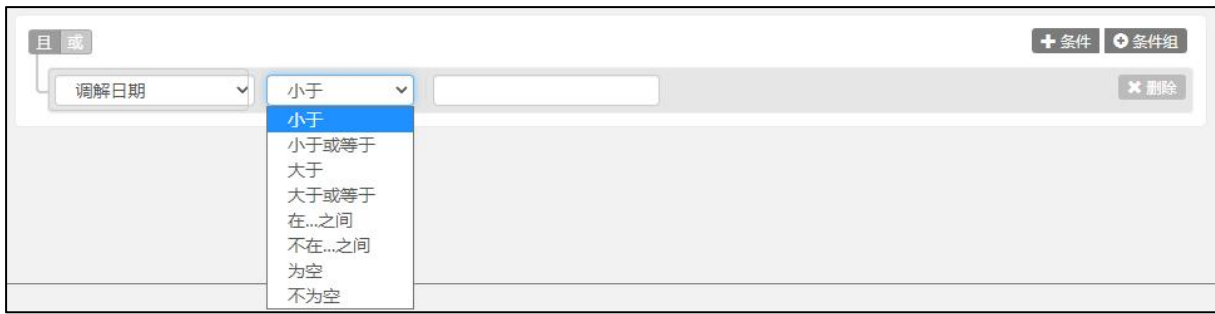 且 或 条件 条件组
调解日期 小于 删除
小于
小于或等于
大于
大于或等于
在...之间
不在...之间
为空
不为空